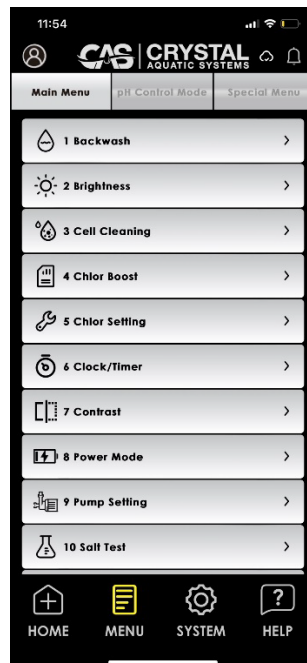 11:54
CAS CRYSTAL
AQUATIC SYSTEMS
Main Menu pH Control Mode Special Menu
1 Backwash
2 Brightness
3 Cell Cleaning
4 Chlor Boost
5 Chlor Setting
6 Clock/Timer
7 Contrast
8 Power Mode
9 Pump Setting
10 Salt Test
HOME MENU SYSTEM HELP